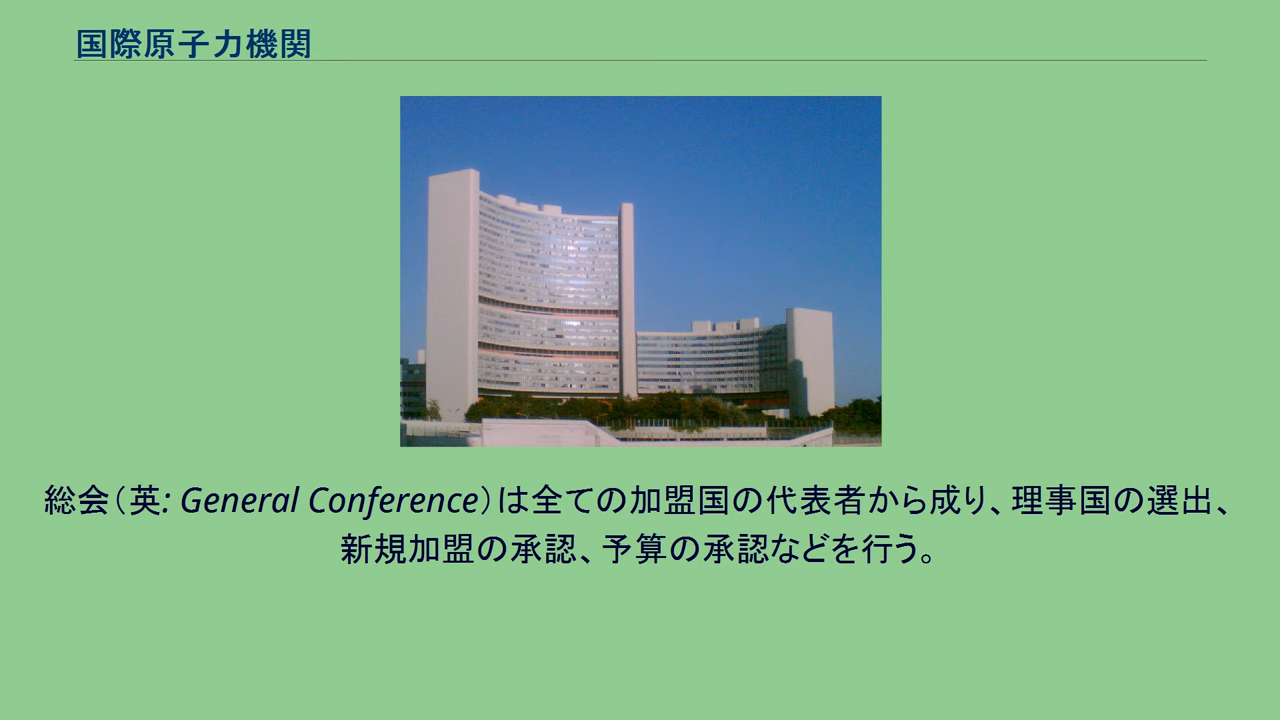 国際原子力機関
総会（英: General Conference）は全ての加盟国の代表者から成り、理事国の選出、
新規加盟の承認、予算の承認などを行う。